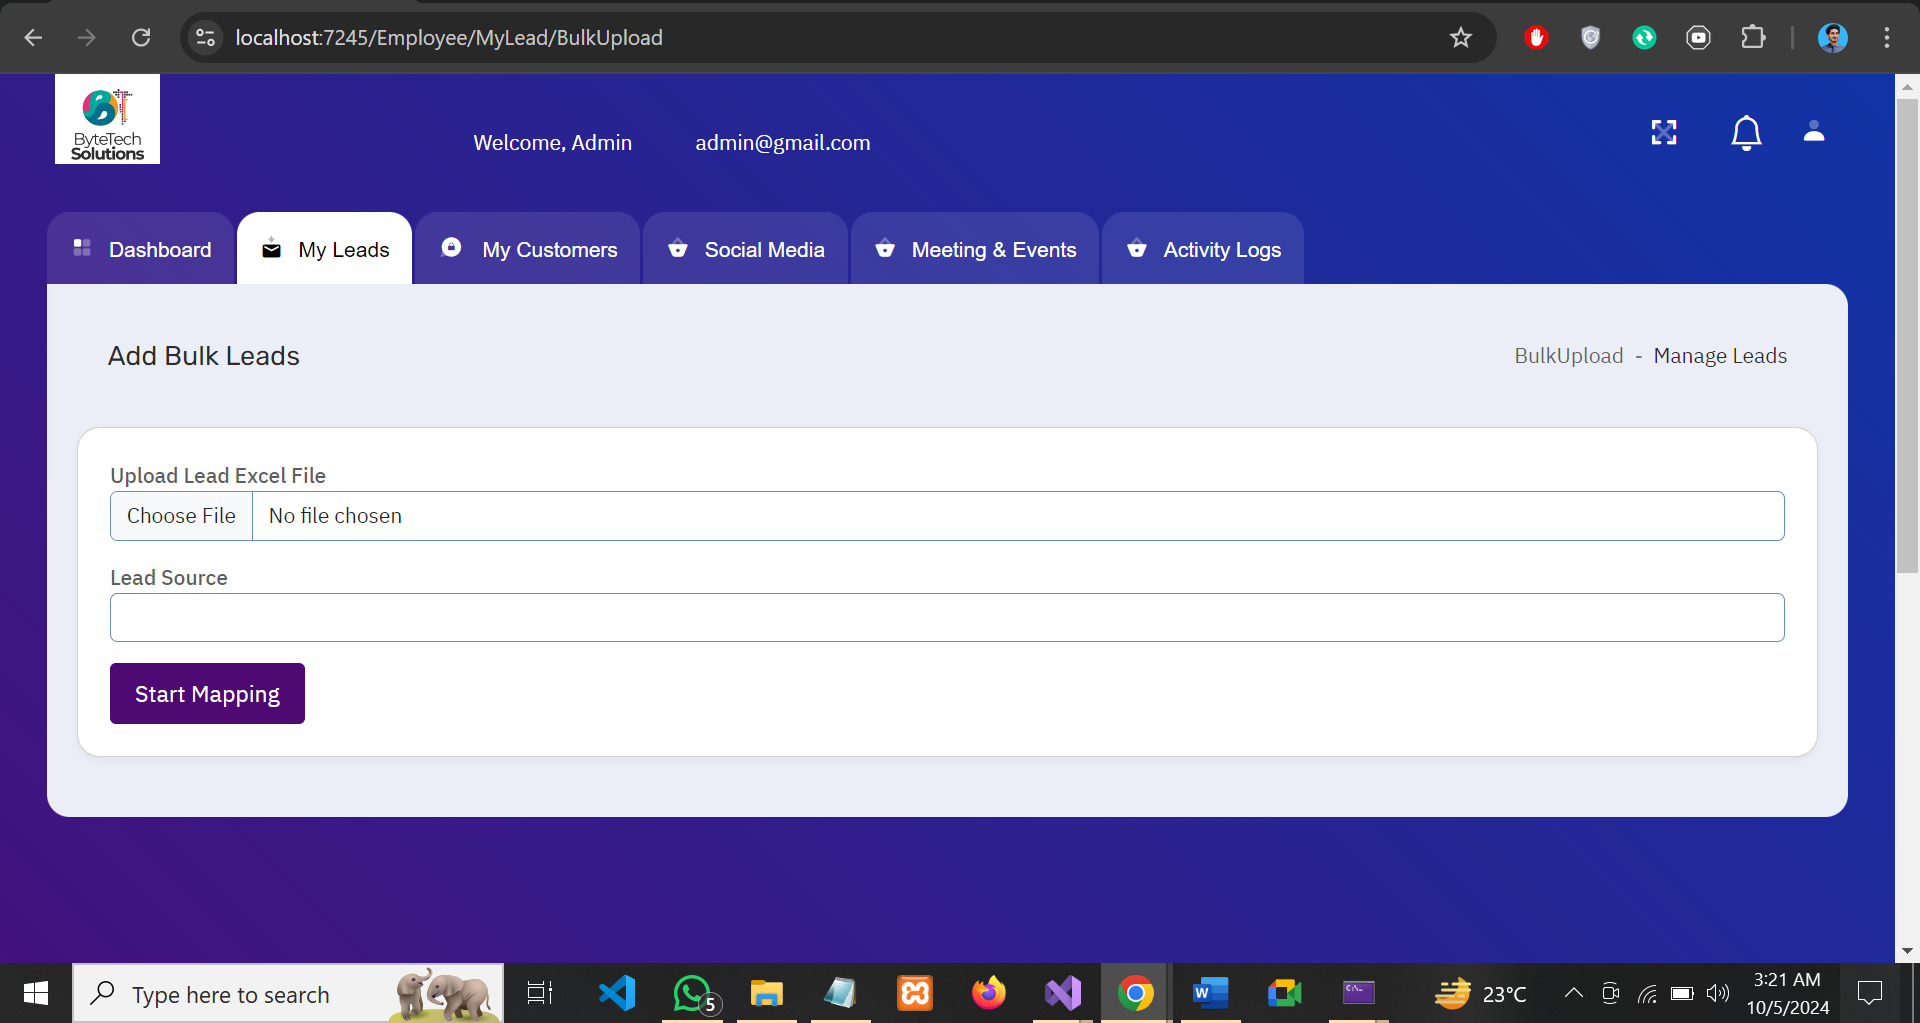 localhost:7245/Employee/MyLead/BulkUpload
ByteTech
Solutions
Welcome, Admin
admin@gmail.com
Dashboard
My Leads
My Customers
Social Media
Meeting & Events
Activity Logs
Add Bulk Leads
BulkUpload - Manage Leads
Upload Lead Excel File
Choose File
No file chosen
Lead Source
Start Mapping
Type here to search
5
23°C
3:21 AM
10/5/2024